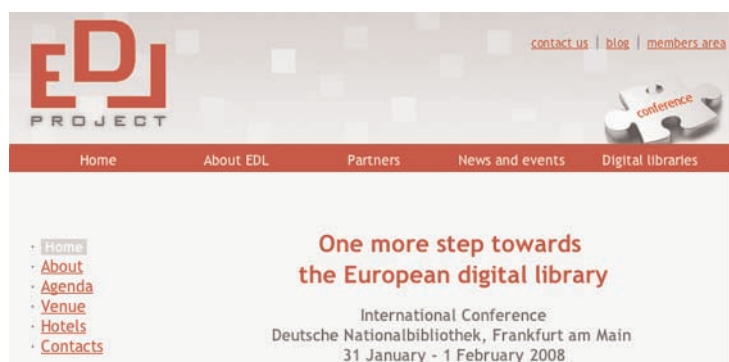 EDL
PROJECT
contact us | blog | members area
conference
Home About EDL Partners News and events Digital libraries
· Home
· About
· Agenda
· Venue
· Hotels
· Contacts
One more step towards
the European digital library
International Conference
Deutsche Nationalbibliothek, Frankfurt am Main
31 January - 1 February 2008